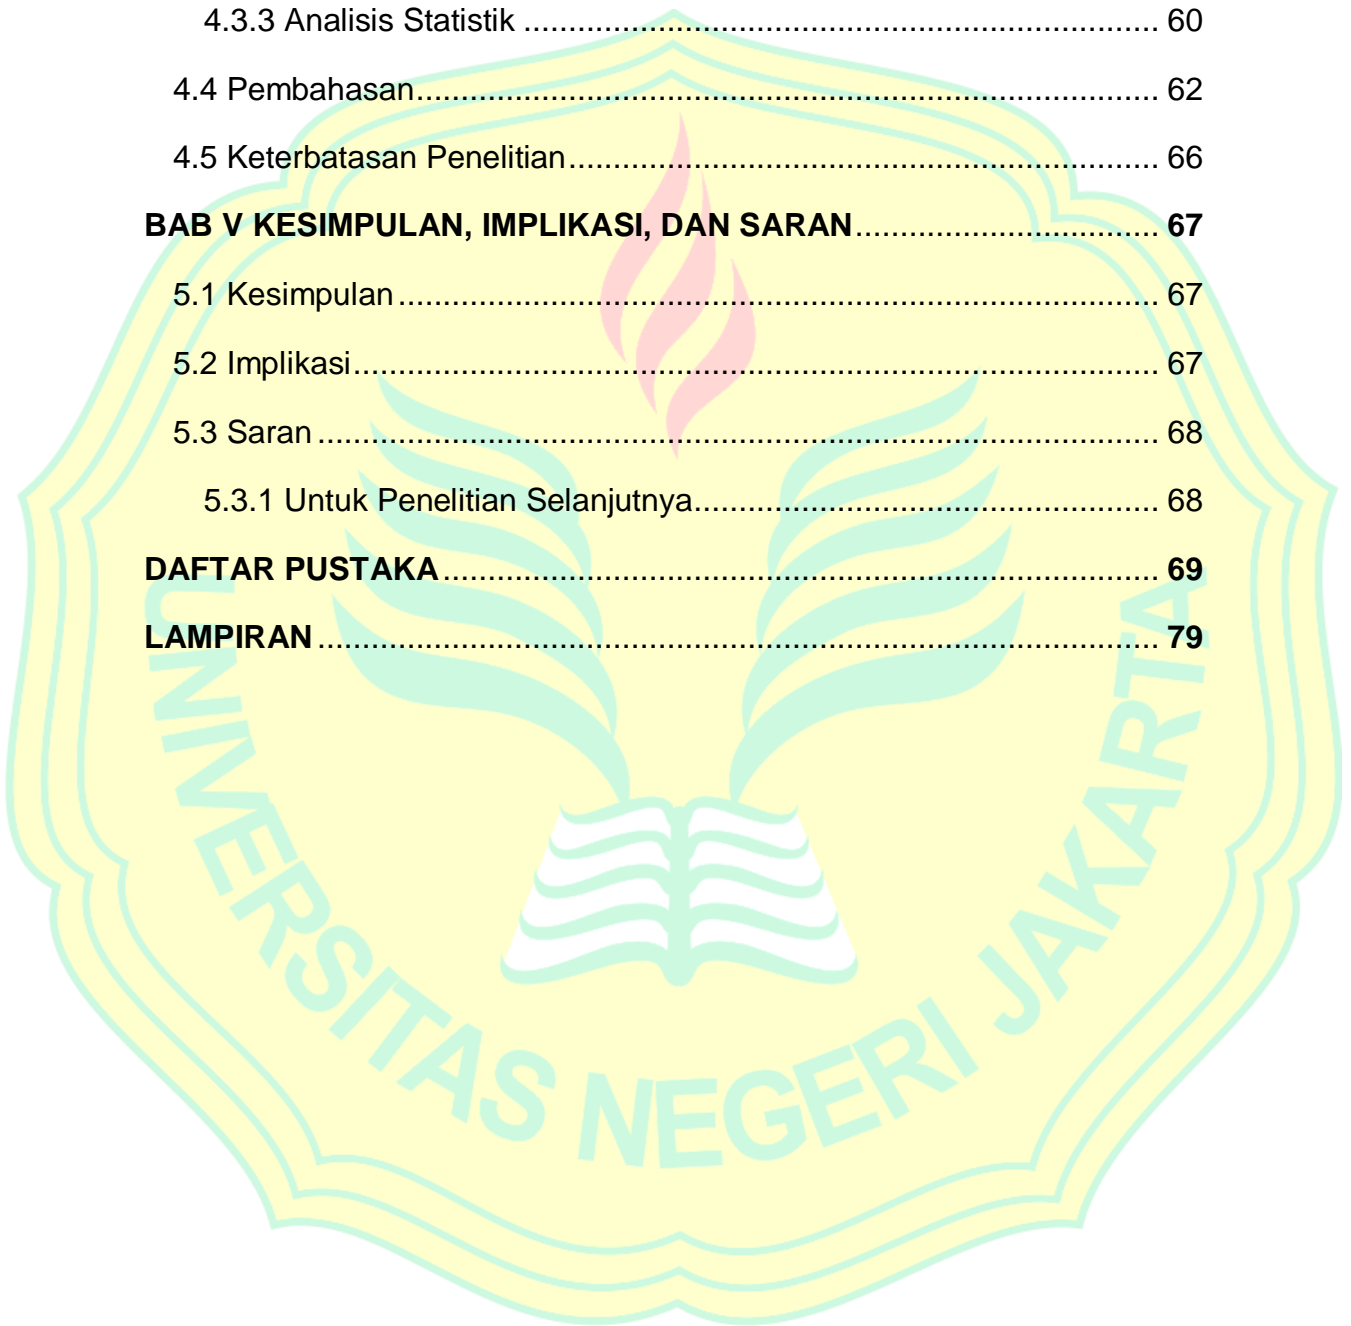 4.3.3 Analisis Statistik ....................................................................... 60
4.4 Pembahasan................................................................................... 62
4.5 Keterbatasan Penelitian.................................................................. 66
BAB V KESIMPULAN, IMPLIKASI, DAN SARAN.................................. 67
5.1 Kesimpulan ..................................................................................... 67
5.2 Implikasi.......................................................................................... 67
5.3 Saran .............................................................................................. 68
5.3.1 Untuk Penelitian Selanjutnya.................................................... 68
DAFTAR PUSTAKA................................................................................ 69
LAMPIRAN .............................................................................................. 79
UNIVERSITAS NEGERI JAKARTA